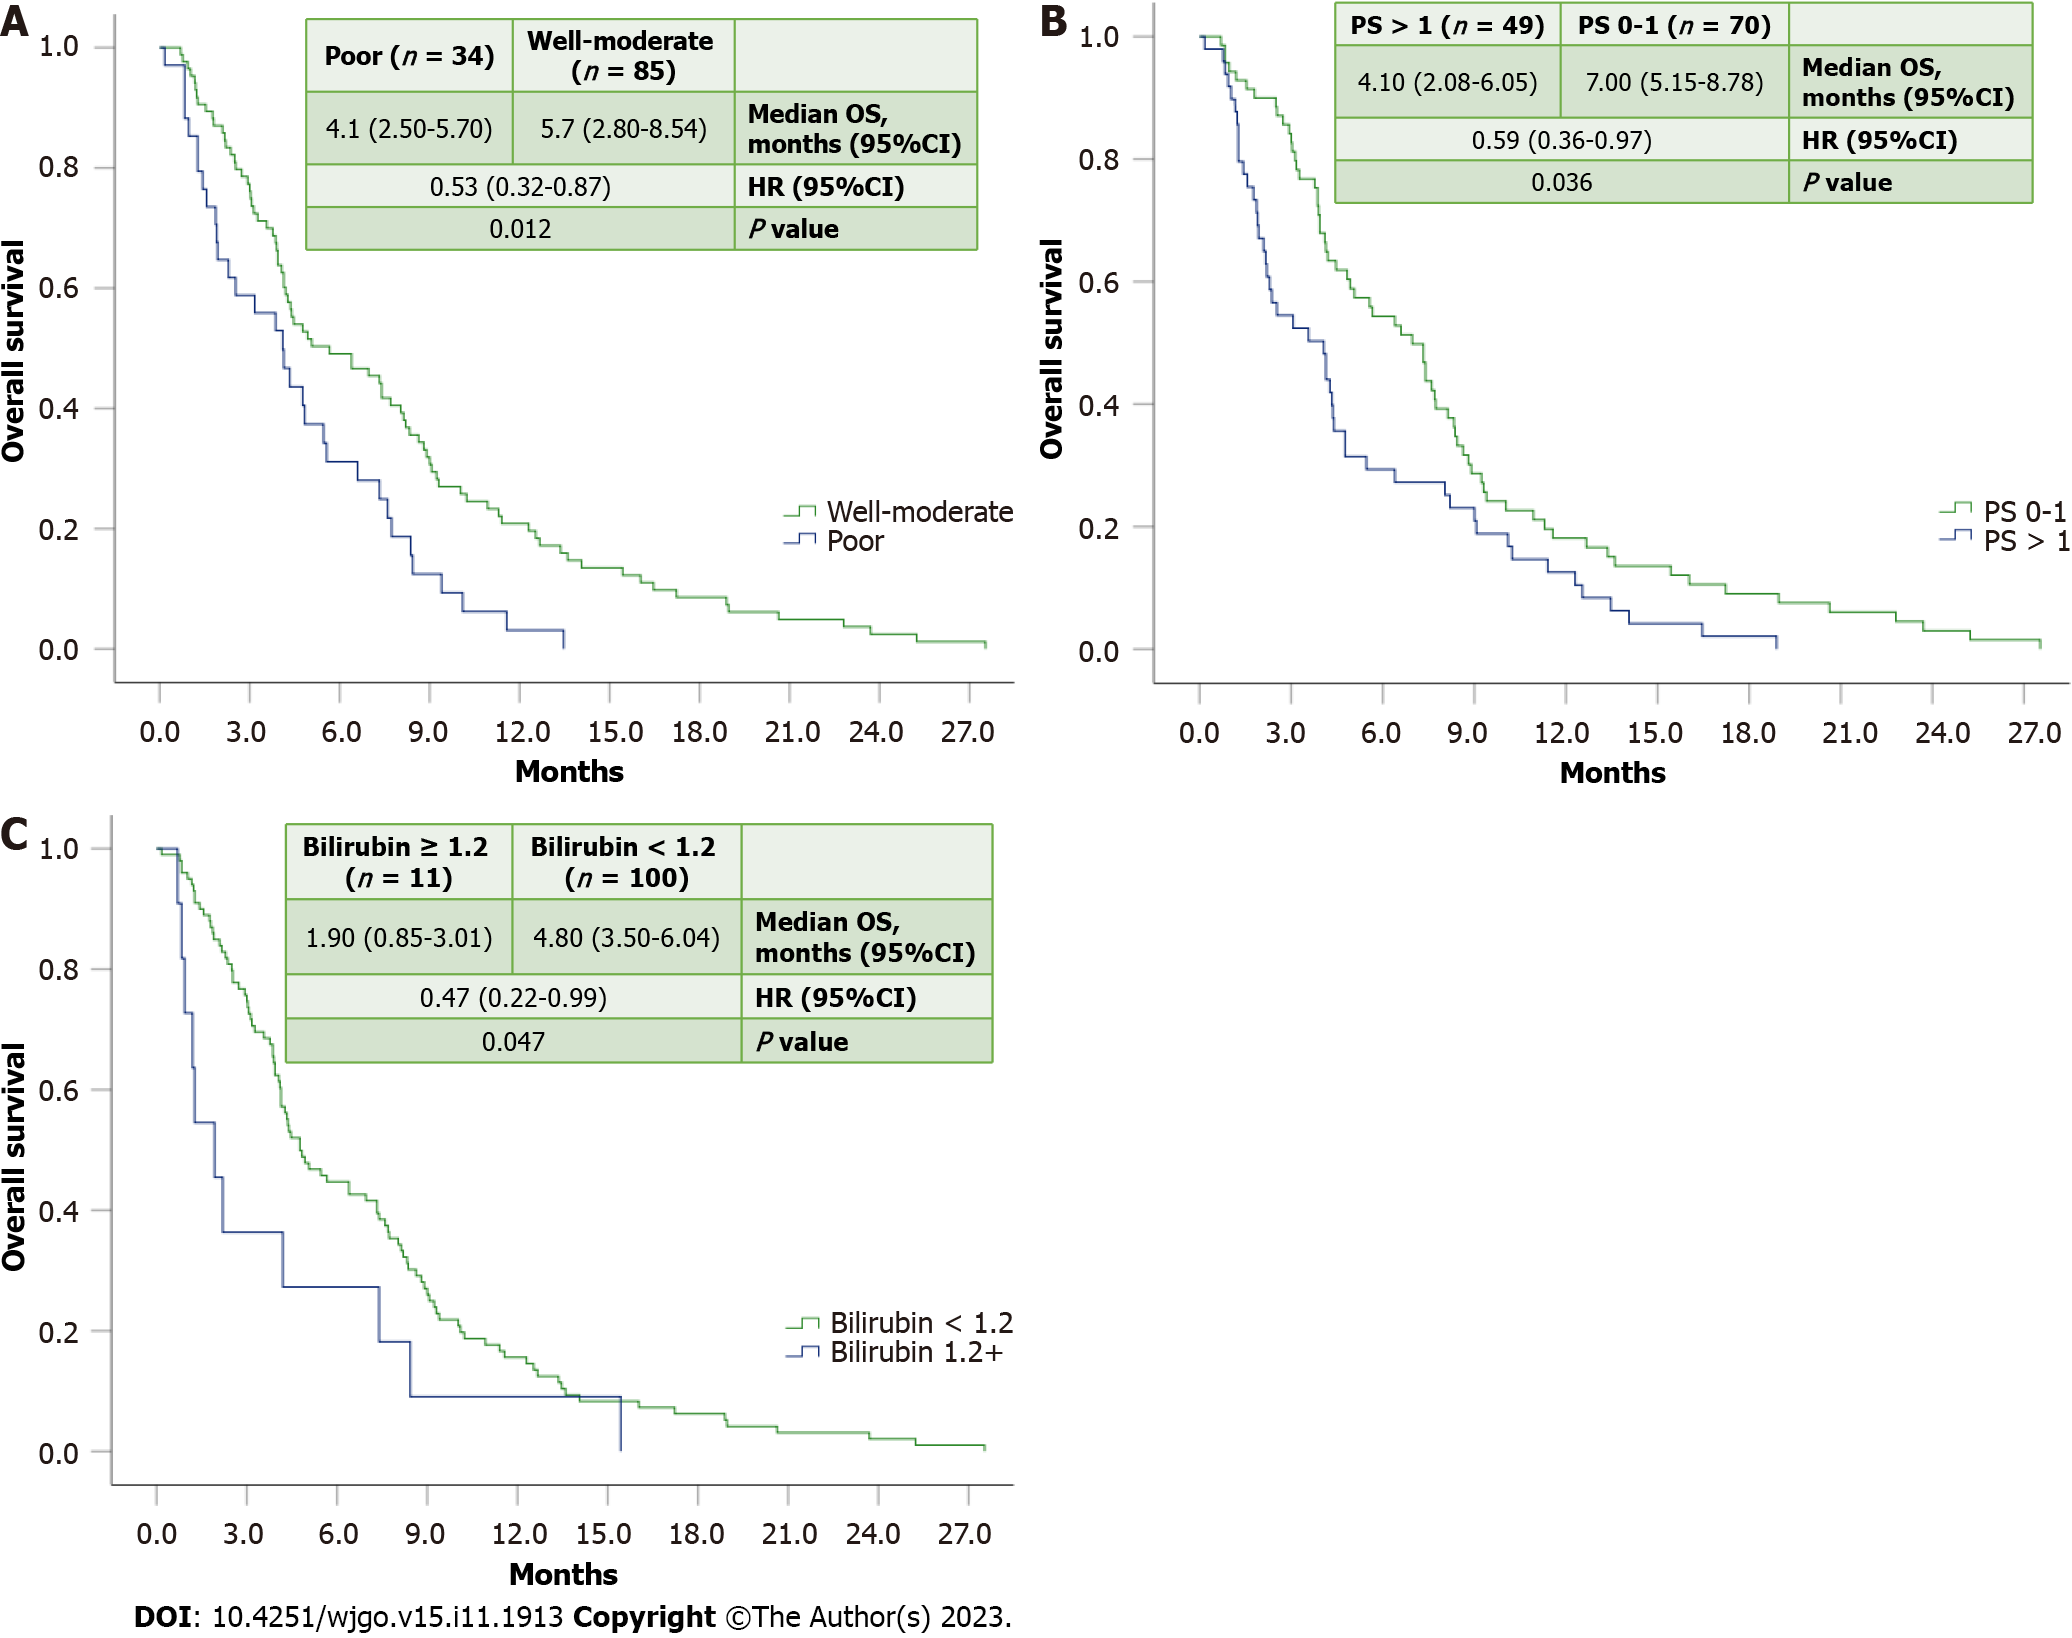 A
Poor (n = 34)
Well-moderate
(n = 85)
4.1 (2.50-5.70)
5.7 (2.80-8.54)
Median OS,
months (95%CI)
0.53 (0.32-0.87)
HR (95%CI)
0.012
P value
Overall survival
1.0
0.8
0.6
0.4
0.2
0.0
Well-moderate
Poor
0.0 3.0 6.0 9.0 12.0 15.0 18.0 21.0 24.0 27.0
Months
B
PS > 1 (n = 49)
PS 0-1 (n = 70)
4.10 (2.08-6.05)
7.00 (5.15-8.78)
Median OS,
months (95%CI)
0.59 (0.36-0.97)
HR (95%CI)
0.036
P value
Overall survival
1.0
0.8
0.6
0.4
0.2
0.0
PS 0-1
PS > 1
0.0 3.0 6.0 9.0 12.0 15.0 18.0 21.0 24.0 27.0
Months
C
Bilirubin ≥ 1.2
(n = 11)
Bilirubin < 1.2
(n = 100)
1.90 (0.85-3.01)
4.80 (3.50-6.04)
Median OS,
months (95%CI)
0.47 (0.22-0.99)
HR (95%CI)
0.047
P value
Overall survival
1.0
0.8
0.6
0.4
0.2
0.0
Bilirubin < 1.2
Bilirubin 1.2+
0.0 3.0 6.0 9.0 12.0 15.0 18.0 21.0 24.0 27.0
Months
DOI: 10.4251/wjgo.v15.i11.1913 Copyright ©The Author(s) 2023.